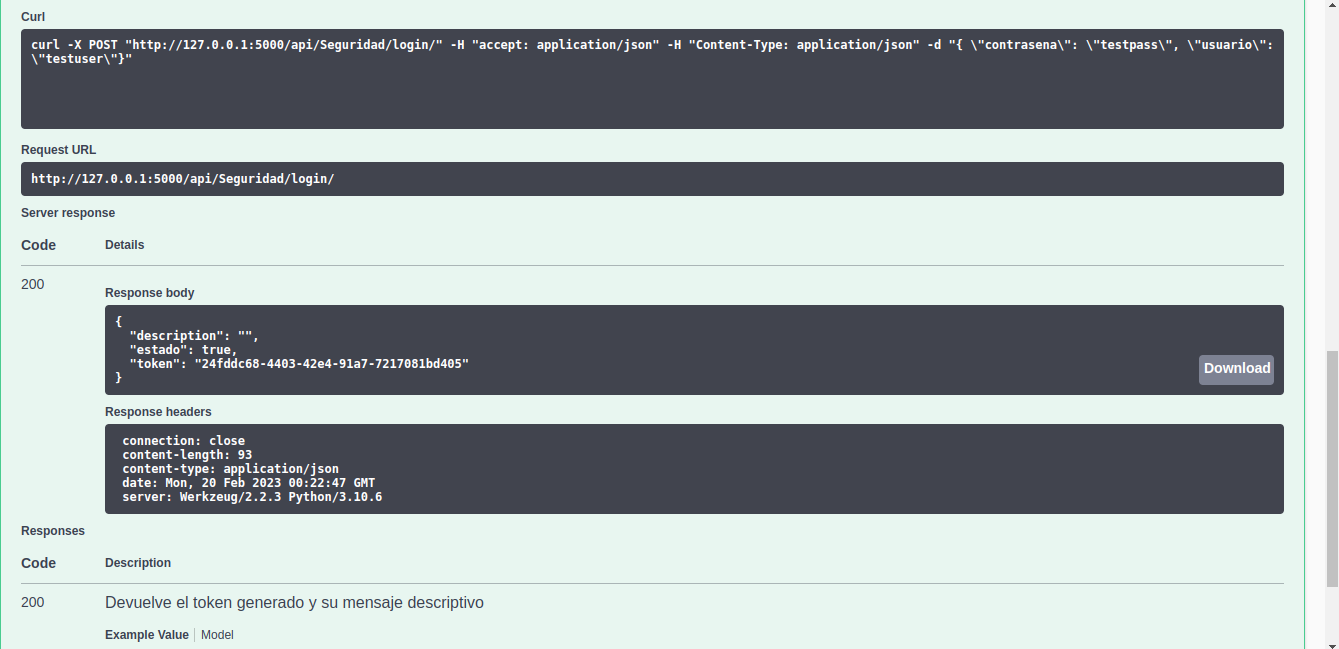 Curl
curl -X POST "http://127.0.0.1:5000/api/Seguridad/login/" -H "accept: application/json" -H "Content-Type: application/json" -d "{ \"contrasena\": \"testpass\", \"usuario\":
\"testuser\"}"
Request URL
http://127.0.0.1:5000/api/Seguridad/login/
Server response
Code Details
200
Response body
{
  "description": "",
  "estado": true,
  "token": "24fddc68-4403-42e4-91a7-7217081bd405"
}
Download
Response headers
connection: close
content-length: 93
content-type: application/json
date: Mon, 20 Feb 2023 00:22:47 GMT
server: Werkzeug/2.2.3 Python/3.10.6
Responses
Code Description
200 Devuelve el token generado y su mensaje descriptivo
Example Value Model